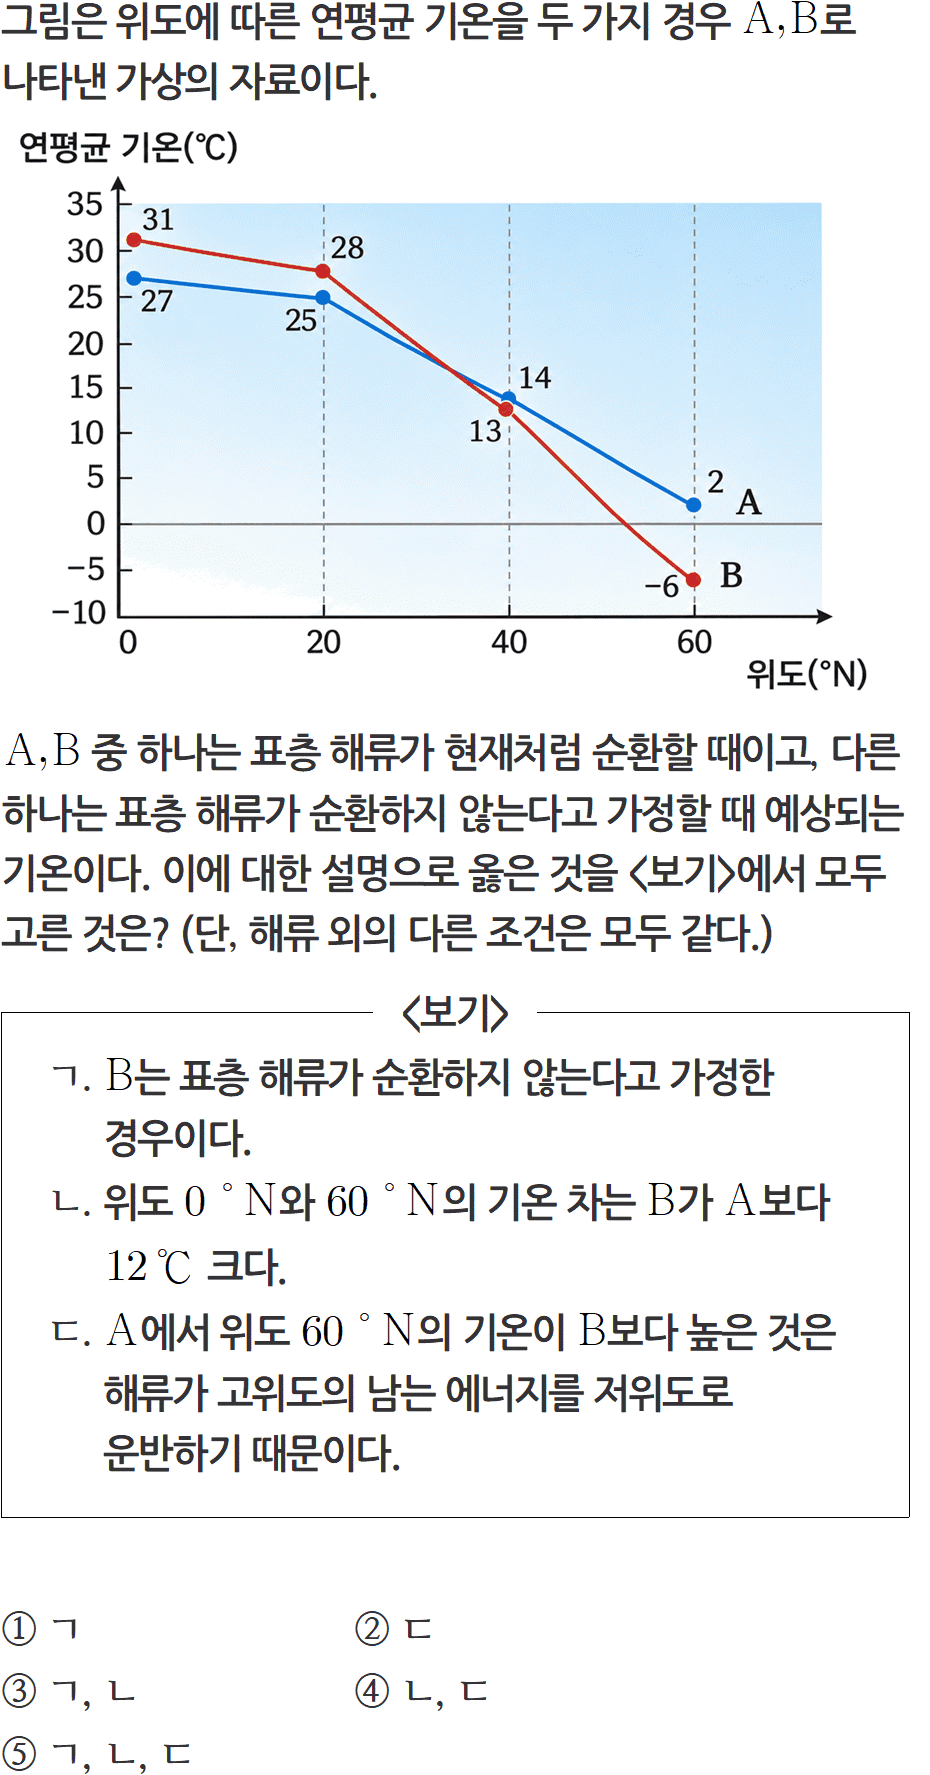 그림은 위도에 따른 연평균 기온을 두 가지 경우 A,B로
나타낸 가상의 자료이다.
연평균 기온(℃)
35
30
25
20
15
10
5
0
−5
−10
31
28
27
25
14
13
2
A
−6
B
0
20
40
60
위도(°N)
A,B 중 하나는 표층 해류가 현재처럼 순환할 때이고, 다른
하나는 표층 해류가 순환하지 않는다고 가정할 때 예상되는
기온이다. 이에 대한 설명으로 옳은 것을 <보기>에서 모두
고른 것은? (단, 해류 외의 다른 조건은 모두 같다.)
<보기>
ㄱ. B는 표층 해류가 순환하지 않는다고 가정한
경우이다.
ㄴ. 위도 0 °N와 60 °N의 기온 차는 B가 A보다
12℃ 크다.
ㄷ. A에서 위도 60 °N의 기온이 B보다 높은 것은
해류가 고위도의 남는 에너지를 저위도로
운반하기 때문이다.
① ㄱ ② ㄷ
③ ㄱ, ㄴ ④ ㄴ, ㄷ
⑤ ㄱ, ㄴ, ㄷ